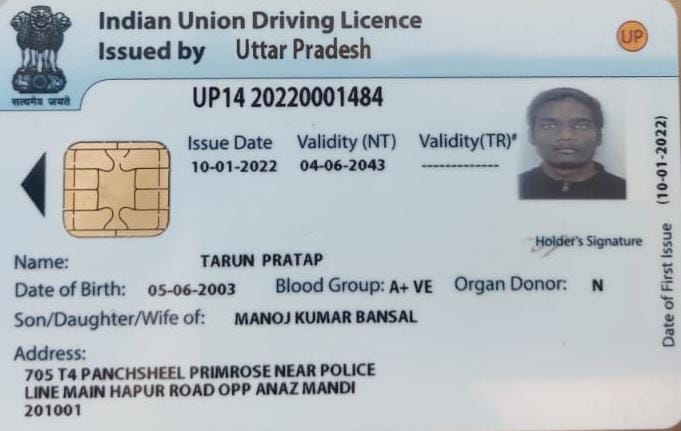 Indian Union Driving Licence
Issued by Uttar Pradesh
UP
सत्यमेव जयते
UP14 20220001484
Issue Date Validity (NT) Validity(TR)#
10-01-2022 04-06-2043 -------------
Holder's Signature
Date of First Issue (10-01-2022)
Name: TARUN PRATAP
Date of Birth: 05-06-2003 Blood Group: A+ VE Organ Donor: N
Son/Daughter/Wife of: MANOJ KUMAR BANSAL
Address:
705 T4 PANCHSHEEL PRIMROSE NEAR POLICE
LINE MAIN HAPUR ROAD OPP ANAZ MANDI
201001